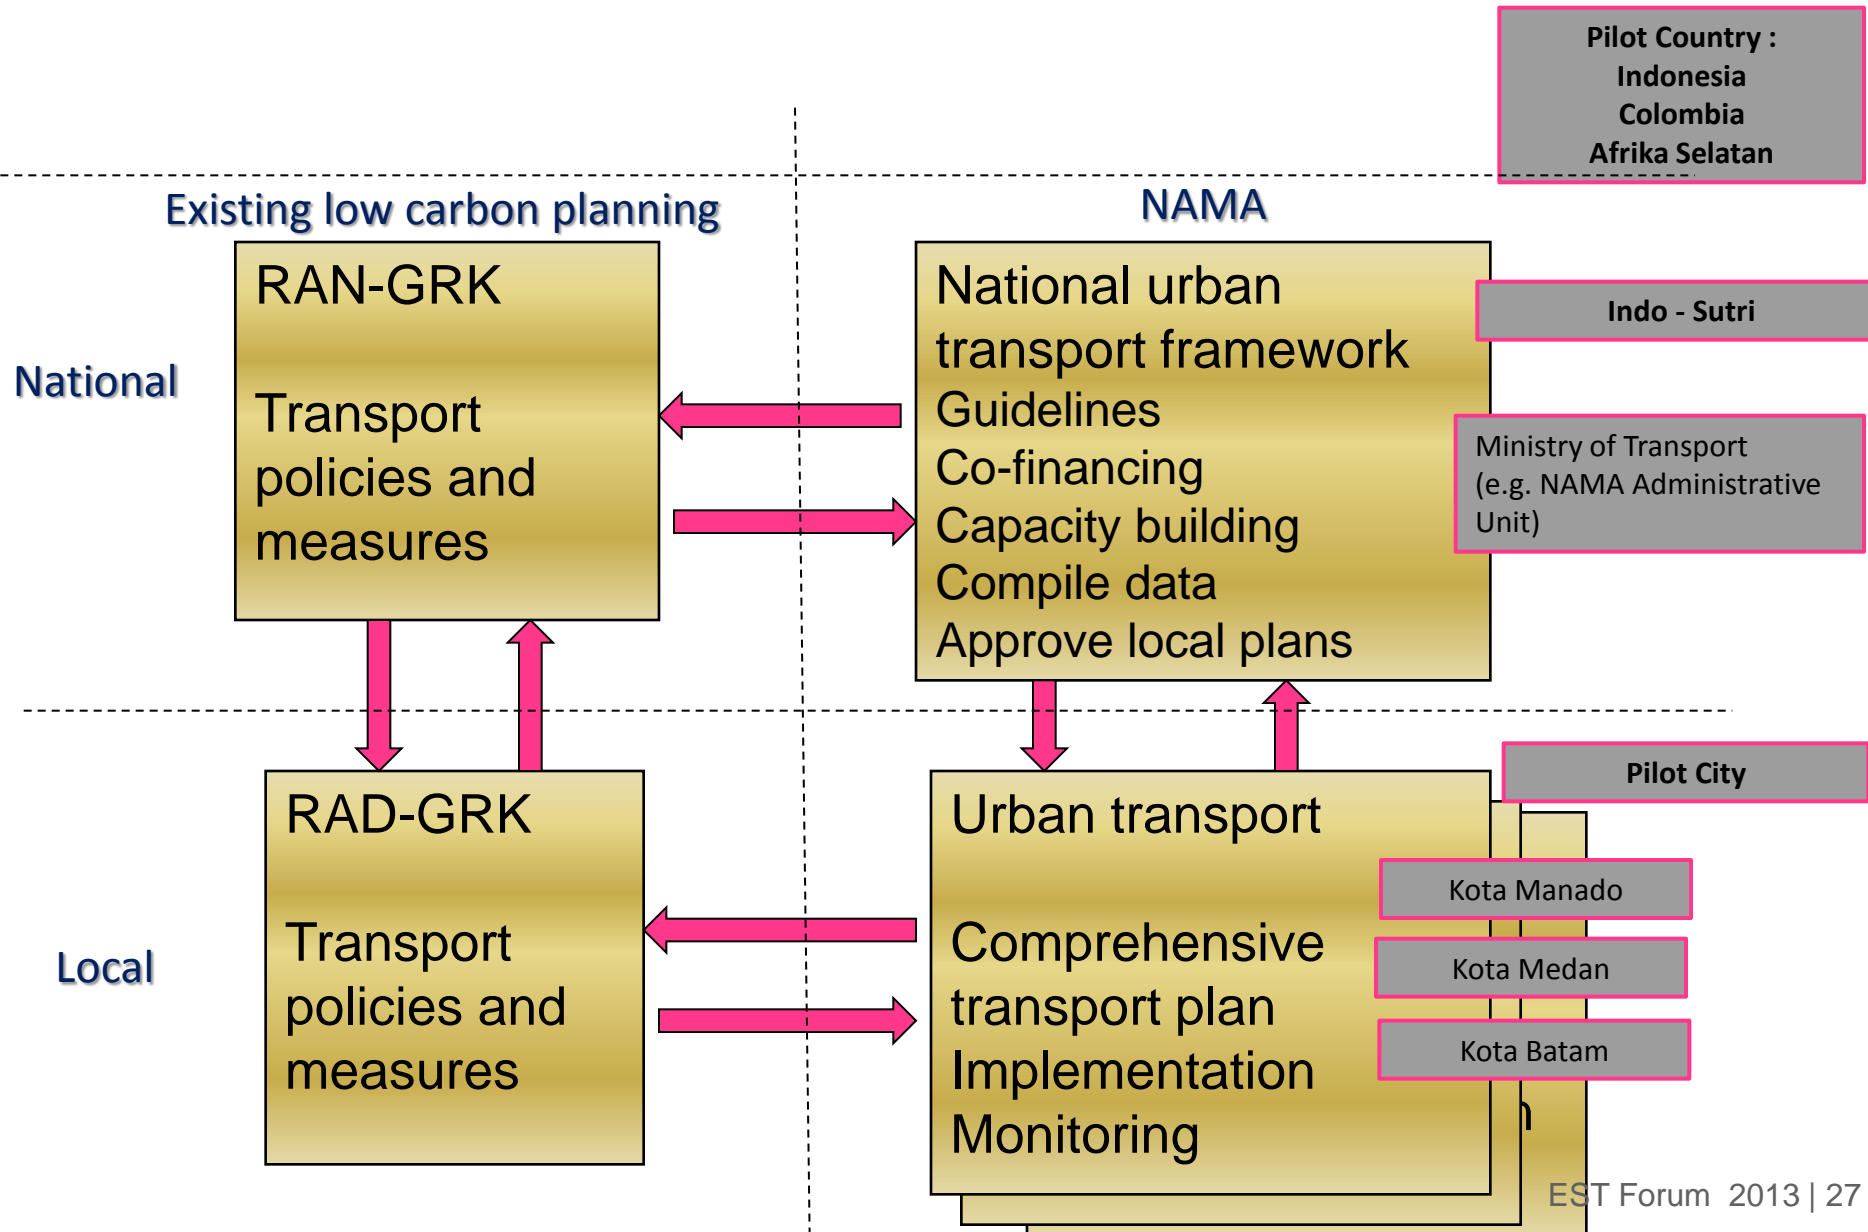 Pilot Country :
Indonesia
Colombia
Afrika Selatan
Existing low carbon planning
NAMA
National
RAN-GRK
Transport
policies and
measures
National urban
transport framework
Guidelines
Co-financing
Capacity building
Compile data
Approve local plans
Indo - Sutri
Ministry of Transport
(e.g. NAMA Administrative
Unit)
Local
RAD-GRK
Transport
policies and
measures
Urban transport
Comprehensive
transport plan
Implementation
Monitoring
Pilot City
Kota Manado
Kota Medan
Kota Batam
EST Forum 2013 | 27